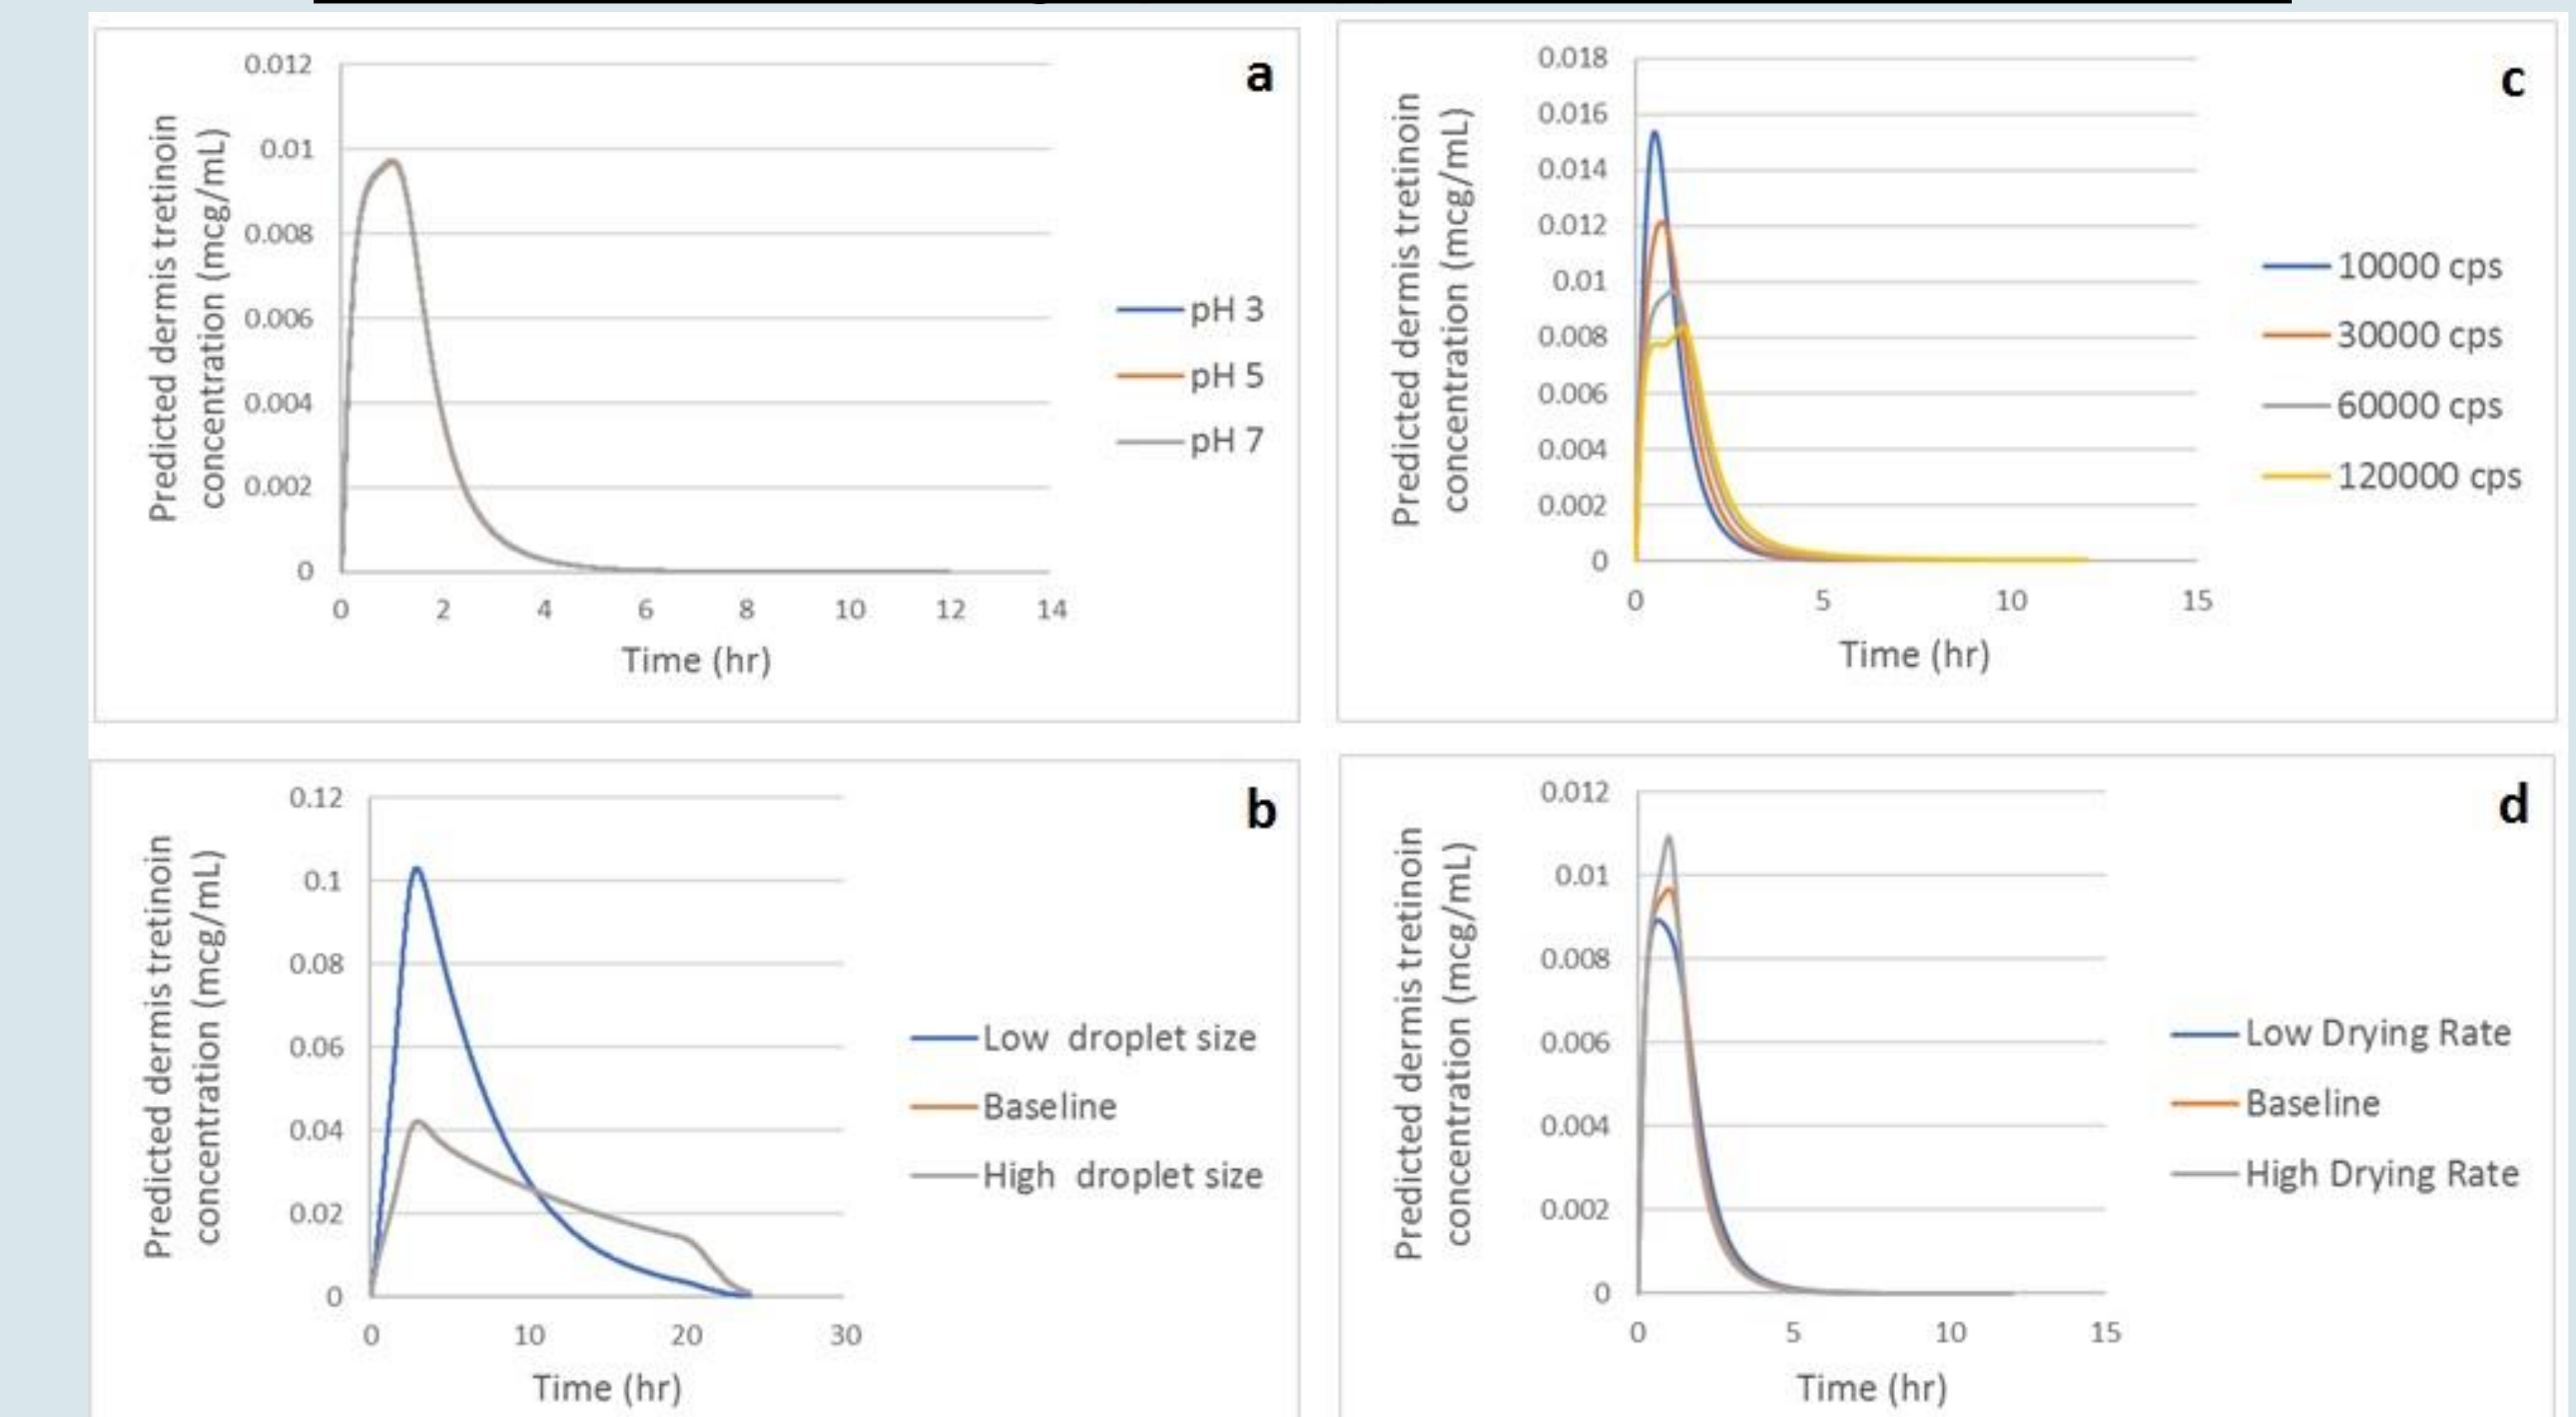 a
0.012
0.01
0.008
0.006
0.004
0.002
0
0 2 4 6 8 10 12 14
Time (hr)
Predicted dermis tretinoin
concentration (mcg/mL)
pH 3
pH 5
pH 7
c
0.018
0.016
0.014
0.012
0.01
0.008
0.006
0.004
0.002
0
0 5 10 15
Time (hr)
Predicted dermis tretinoin
concentration (mcg/mL)
10000 cps
30000 cps
60000 cps
120000 cps
b
0.12
0.1
0.08
0.06
0.04
0.02
0
0 10 20 30
Time (hr)
Predicted dermis tretinoin
concentration (mcg/mL)
Low droplet size
Baseline
High droplet size
d
0.012
0.01
0.008
0.006
0.004
0.002
0
0 5 10 15
Time (hr)
Predicted dermis tretinoin
concentration (mcg/mL)
Low Drying Rate
Baseline
High Drying Rate